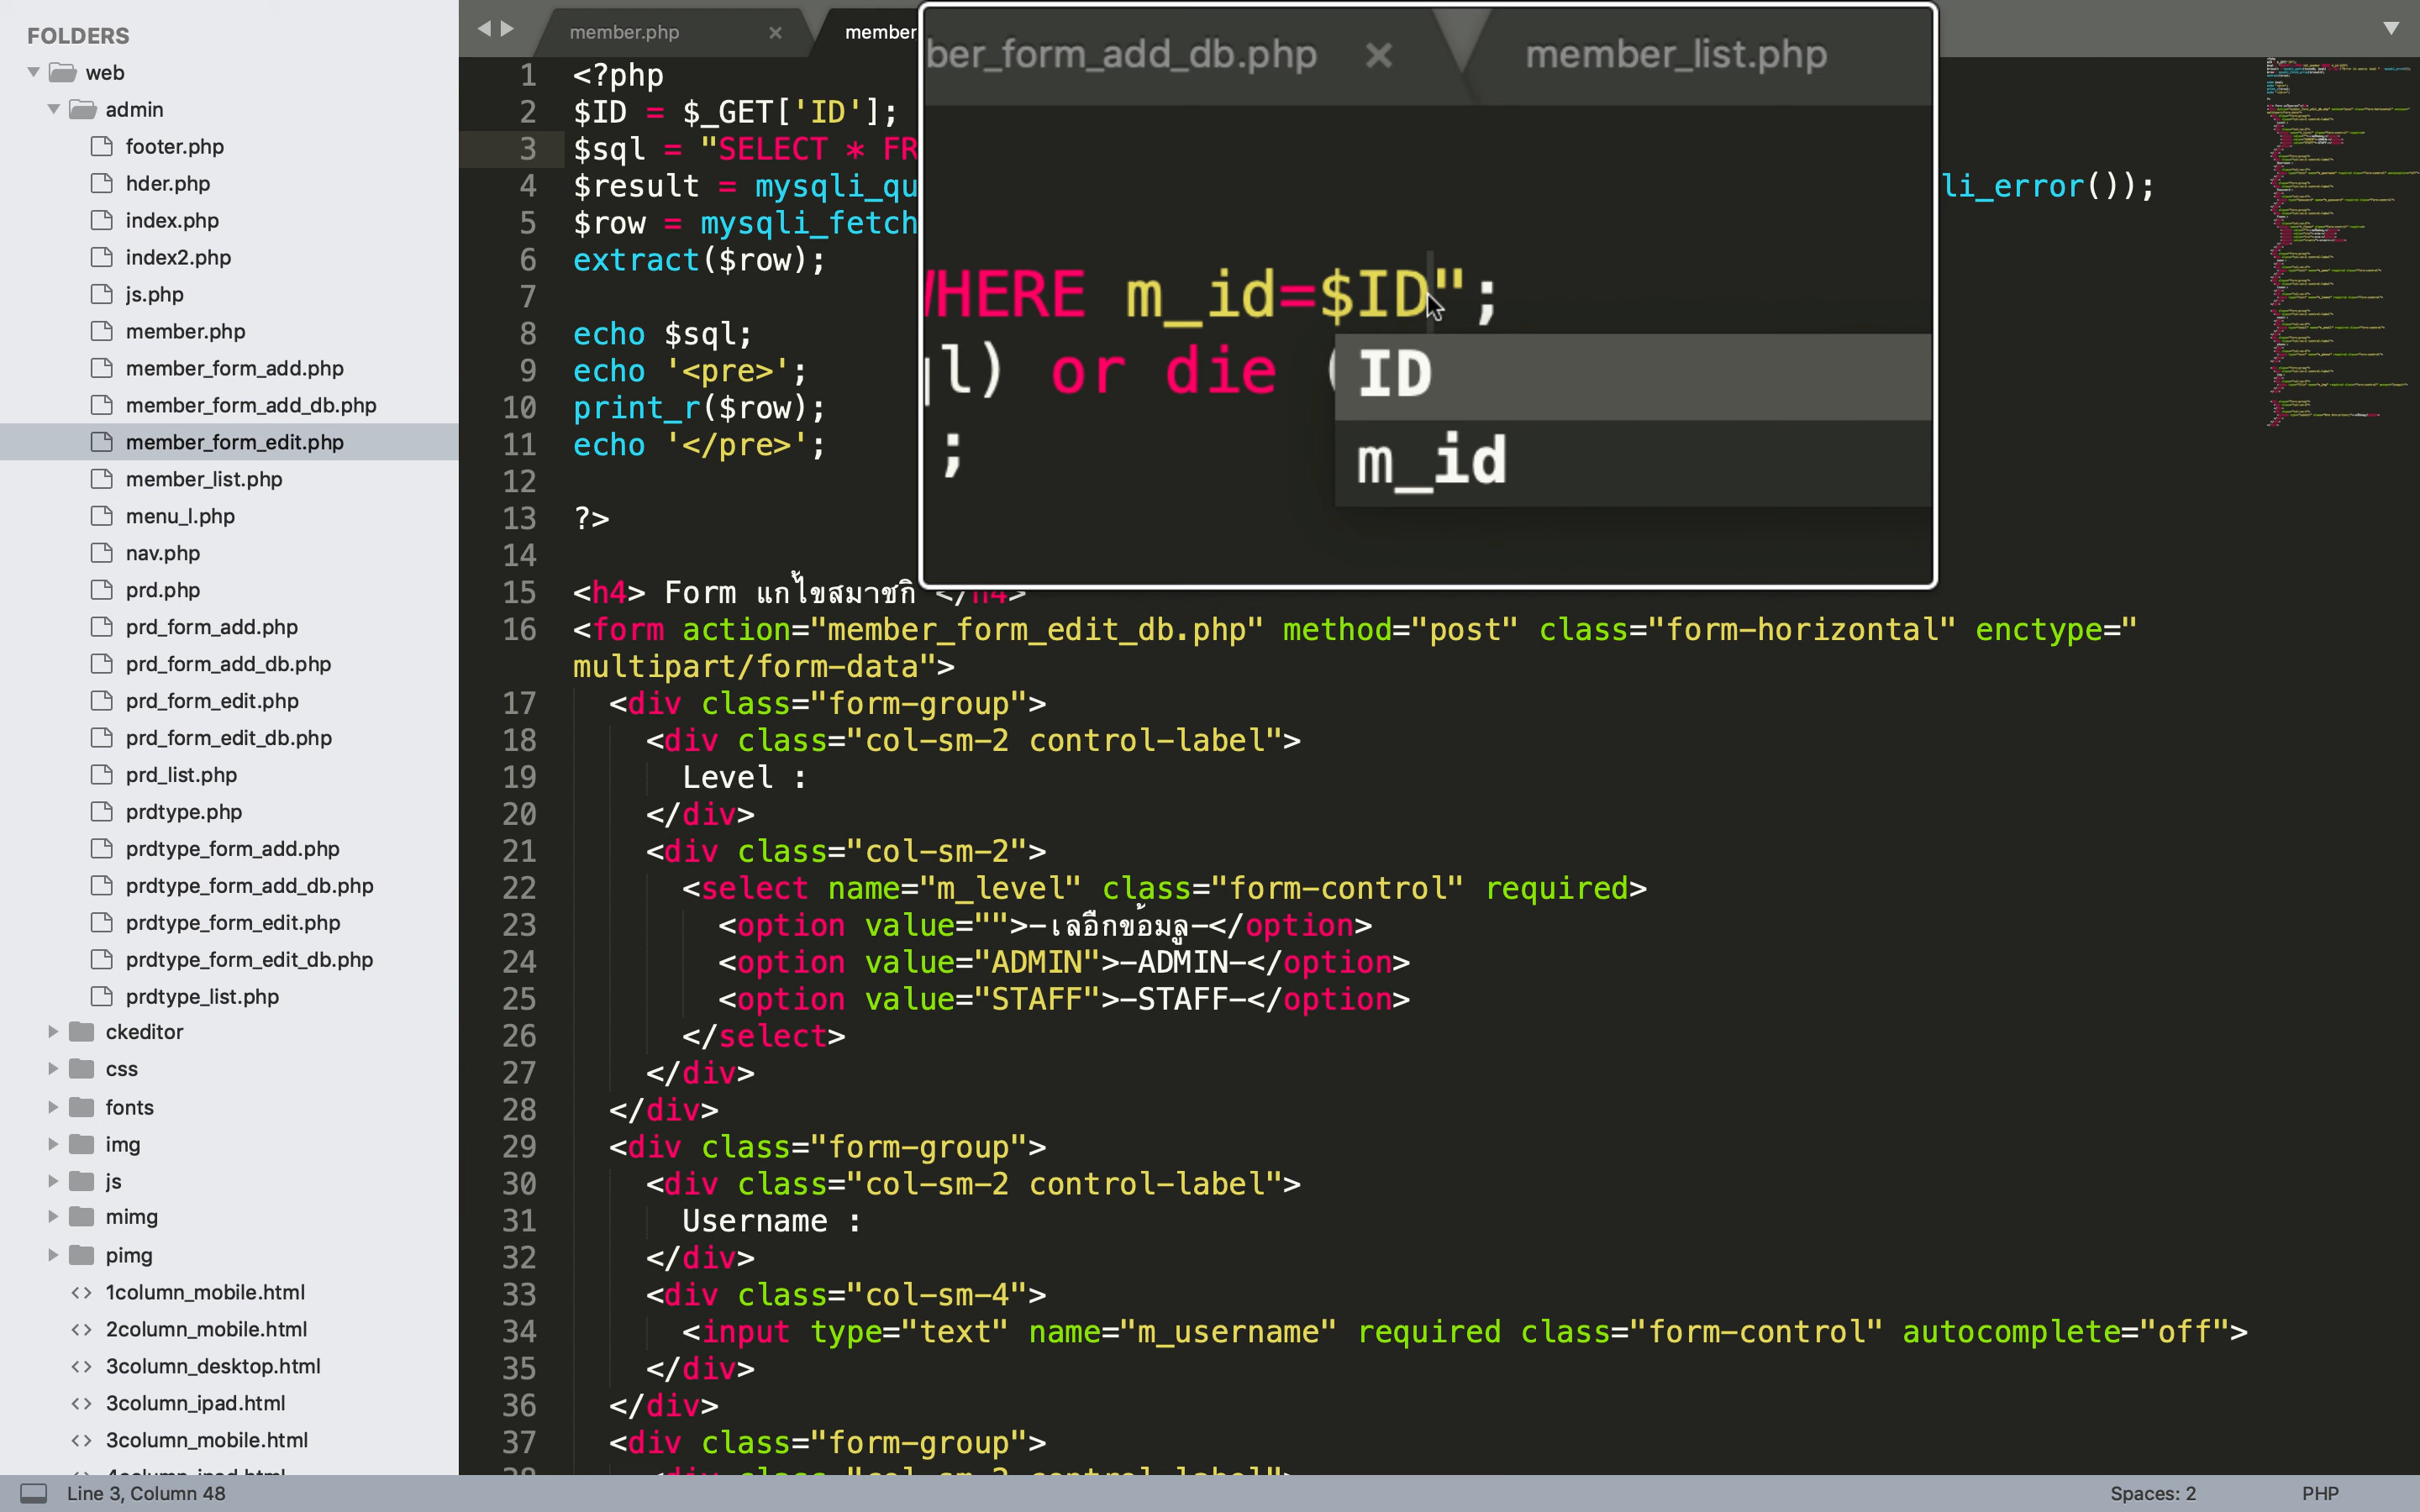 FOLDERS
web
admin
footer.php
hder.php
index.php
index2.php
js.php
member.php
member_form_add.php
member_form_add_db.php
member_form_edit.php
member_list.php
menu_l.php
nav.php
prd.php
prd_form_add.php
prd_form_add_db.php
prd_form_edit.php
prd_form_edit_db.php
prd_list.php
prdtype.php
prdtype_form_add.php
prdtype_form_add_db.php
prdtype_form_edit.php
prdtype_form_edit_db.php
prdtype_list.php
ckeditor
css
fonts
img
js
mimg
pimg
1column_mobile.html
2column_mobile.html
3column_desktop.html
3column_ipad.html
3column_mobile.html
member.php
member
ber_form_add_db.php member_list.php
WHERE m_id=$ID";
ql) or die (
;
ID
m_id
1 <?php
2 $ID = $_GET['ID'];
3 $sql = "SELECT * FR
4 $result = mysqli_qu li_error());
5 $row = mysqli_fetch
6 extract($row);
7
8 echo $sql;
9 echo '<pre>';
10 print_r($row);
11 echo '</pre>';
12
13 ?>
14
15 <h4> Form แก้ไขสมาชิก </h4>
16 <form action="member_form_edit_db.php" method="post" class="form-horizontal" enctype="
multipart/form-data">
17 <div class="form-group">
18 <div class="col-sm-2 control-label">
19 Level :
20 </div>
21 <div class="col-sm-2">
22 <select name="m_level" class="form-control" required>
23 <option value="">-เลือกข้อมูล-</option>
24 <option value="ADMIN">-ADMIN-</option>
25 <option value="STAFF">-STAFF-</option>
26 </select>
27 </div>
28 </div>
29 <div class="form-group">
30 <div class="col-sm-2 control-label">
31 Username :
32 </div>
33 <div class="col-sm-4">
34 <input type="text" name="m_username" required class="form-control" autocomplete="off">
35 </div>
36 </div>
37 <div class="form-group">
Line 3, Column 48
Spaces: 2
PHP